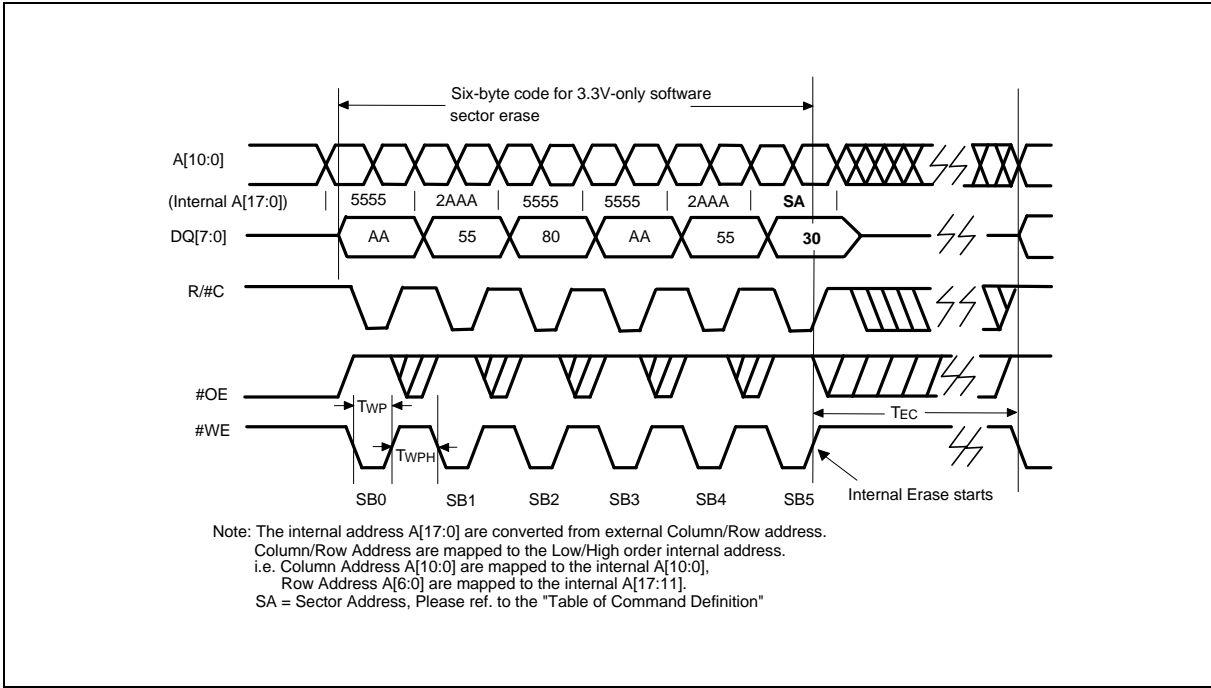 Six-byte code for 3.3V-only software
sector erase
A[10:0]
(Internal A[17:0]) 5555 2AAA 5555 5555 2AAA SA
DQ[7:0] AA 55 80 AA 55 30
R/#C
#OE
TWP TEC
#WE
TWPH
SB0 SB1 SB2 SB3 SB4 SB5 Internal Erase starts
Note: The internal address A[17:0] are converted from external Column/Row address.
Column/Row Address are mapped to the Low/High order internal address.
i.e. Column Address A[10:0] are mapped to the internal A[10:0],
Row Address A[6:0] are mapped to the internal A[17:11].
SA = Sector Address, Please ref. to the "Table of Command Definition"